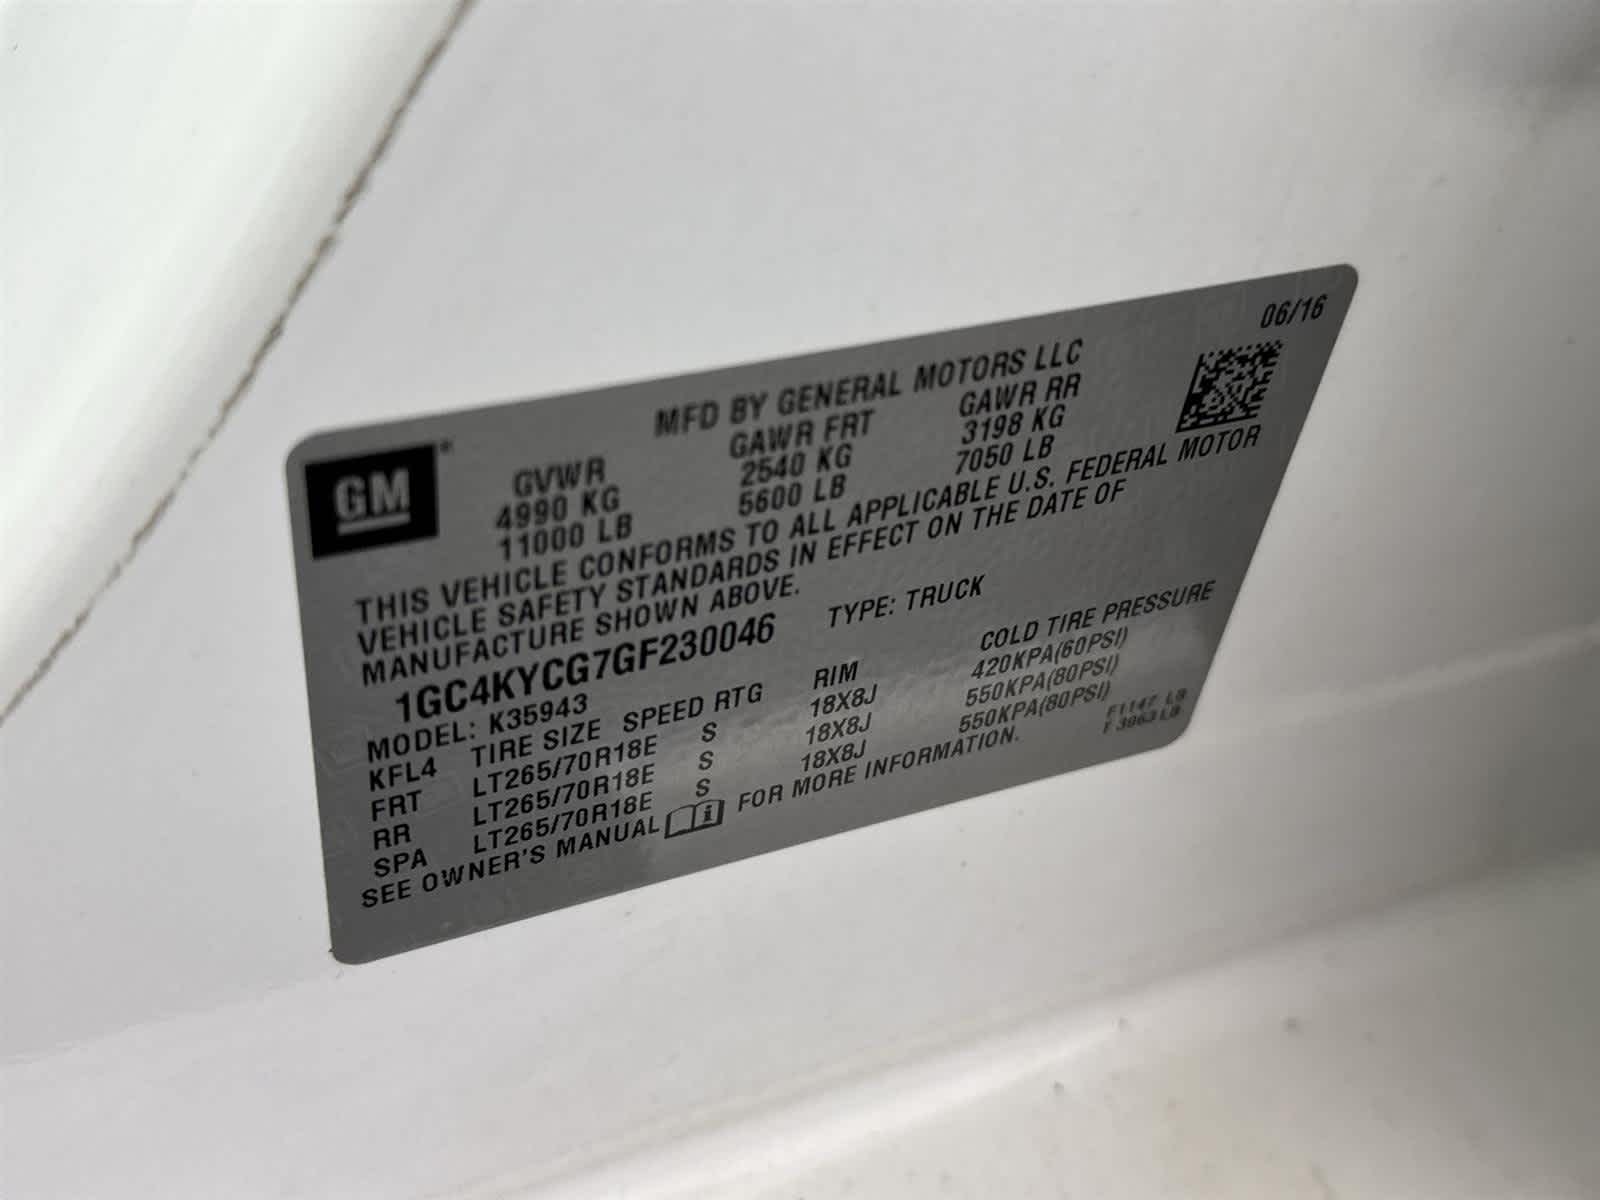 06/16
MFD BY GENERAL MOTORS LLC
GM
GVWR GAWR FRT GAWR RR
4990 KG 2540 KG 3198 KG
11000 LB 5600 LB 7050 LB
THIS VEHICLE CONFORMS TO ALL APPLICABLE U.S. FEDERAL MOTOR
VEHICLE SAFETY STANDARDS IN EFFECT ON THE DATE OF
MANUFACTURE SHOWN ABOVE.
1GC4KYCG7GF230046 TYPE: TRUCK
MODEL: K35943
KFL4 TIRE SIZE SPEED RTG RIM COLD TIRE PRESSURE
FRT LT265/70R18E S 18X8J 420KPA(60PSI)
RR LT265/70R18E S 18X8J 550KPA(80PSI)
SPA LT265/70R18E S 18X8J 550KPA(80PSI)
SEE OWNER'S MANUAL FOR MORE INFORMATION.
F1147 LB
F 3963 LB